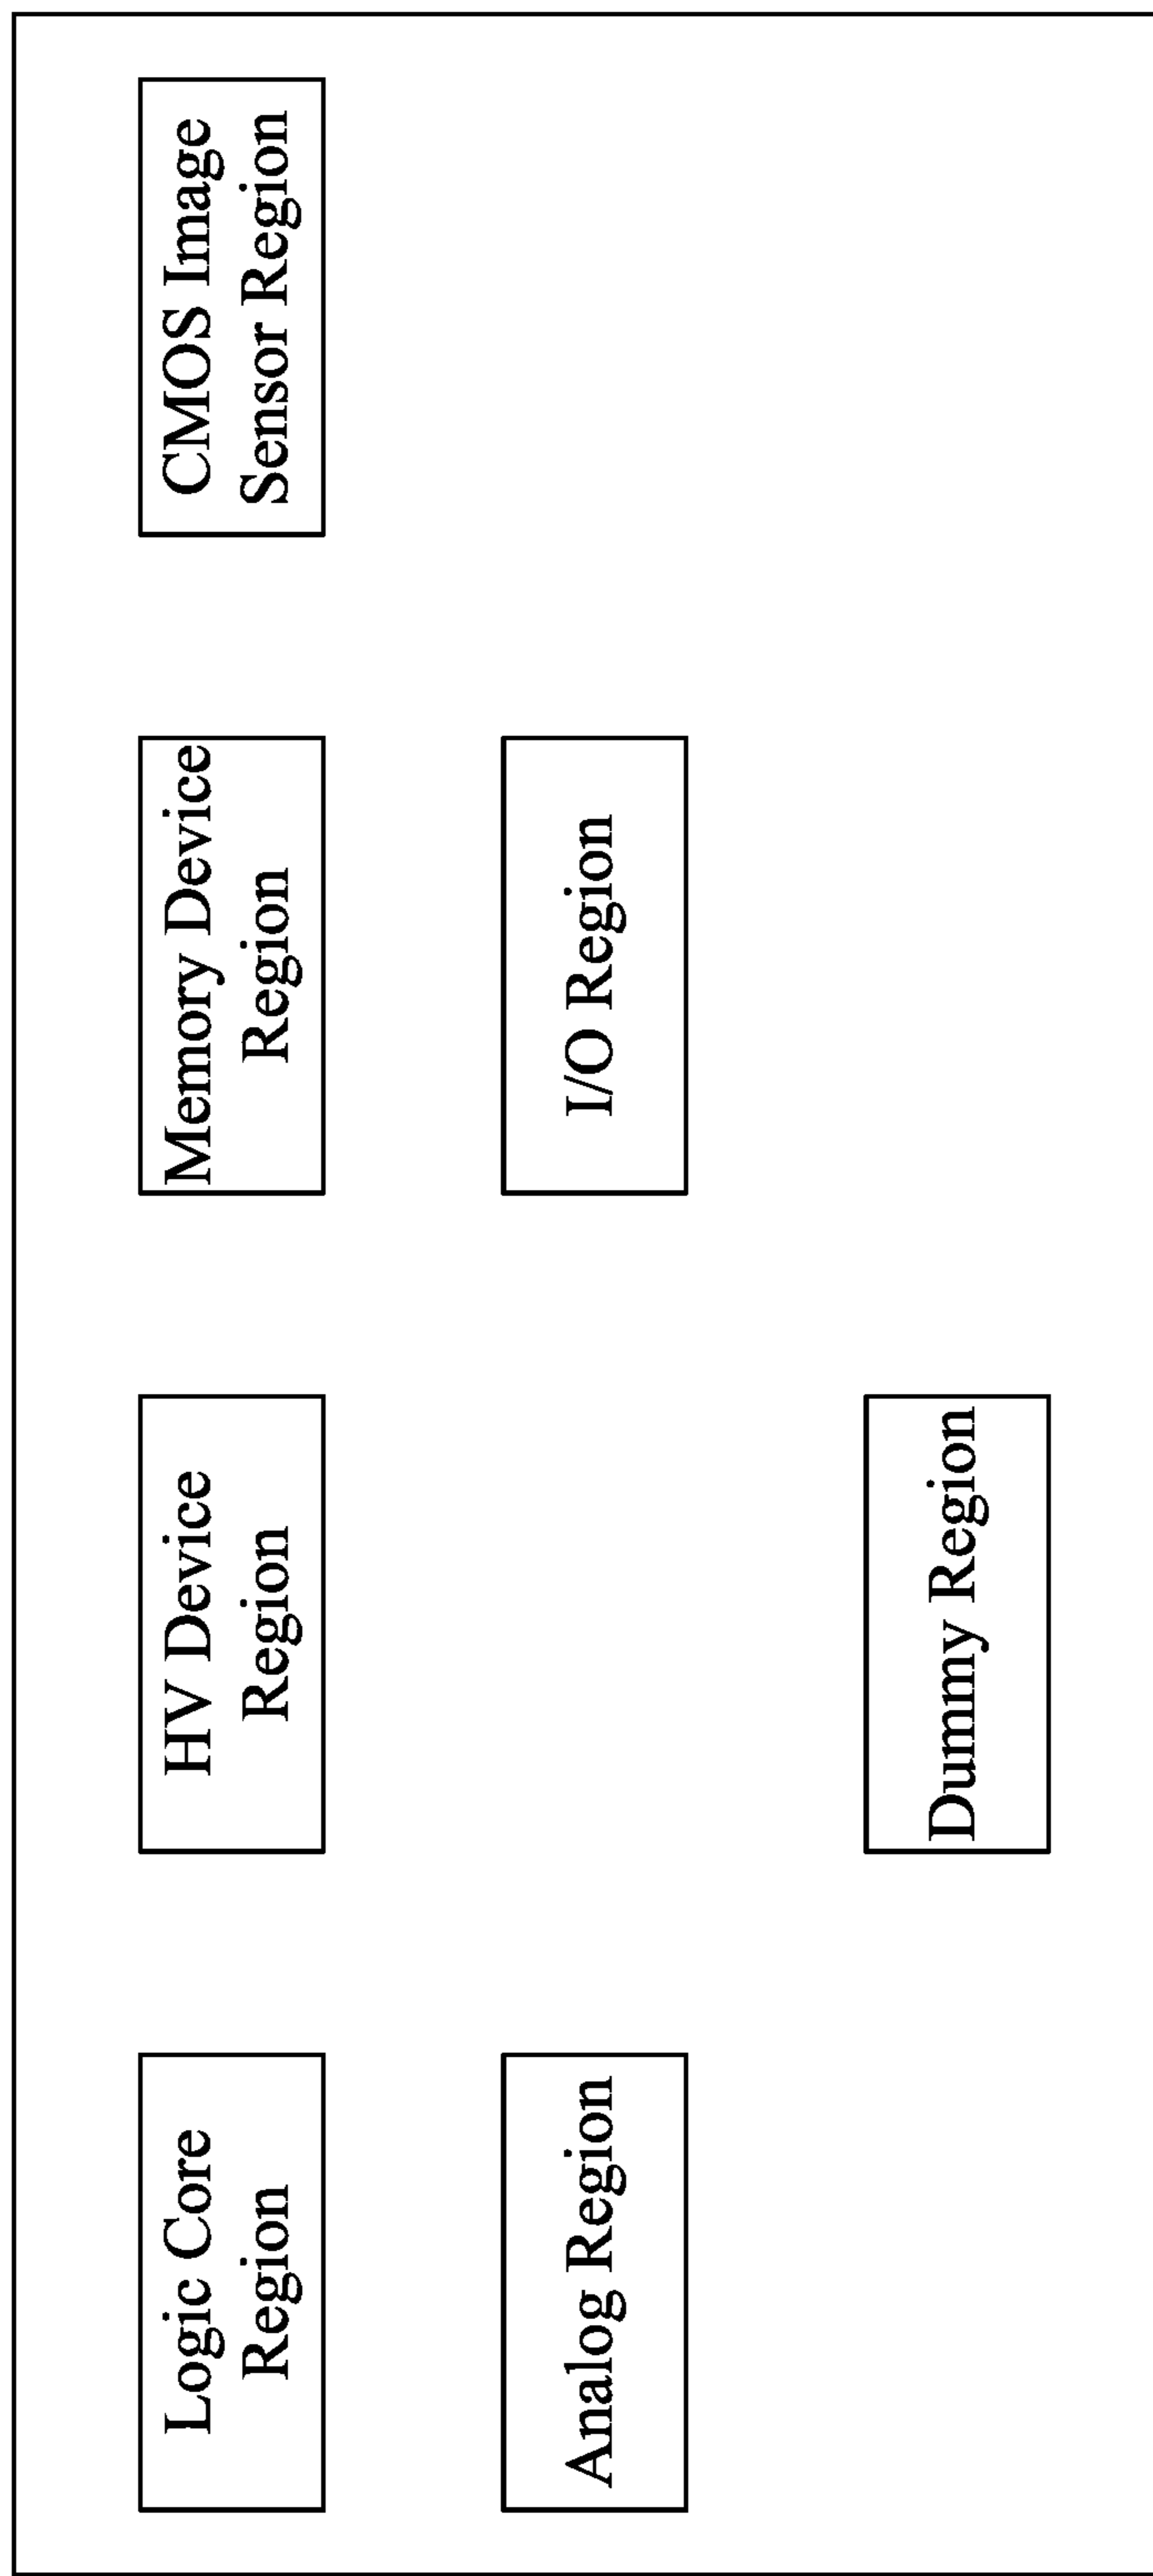 Logic Core
Region
HV Device
Region
Memory Device
Region
CMOS Image
Sensor Region
Analog Region
I/O Region
Dummy Region